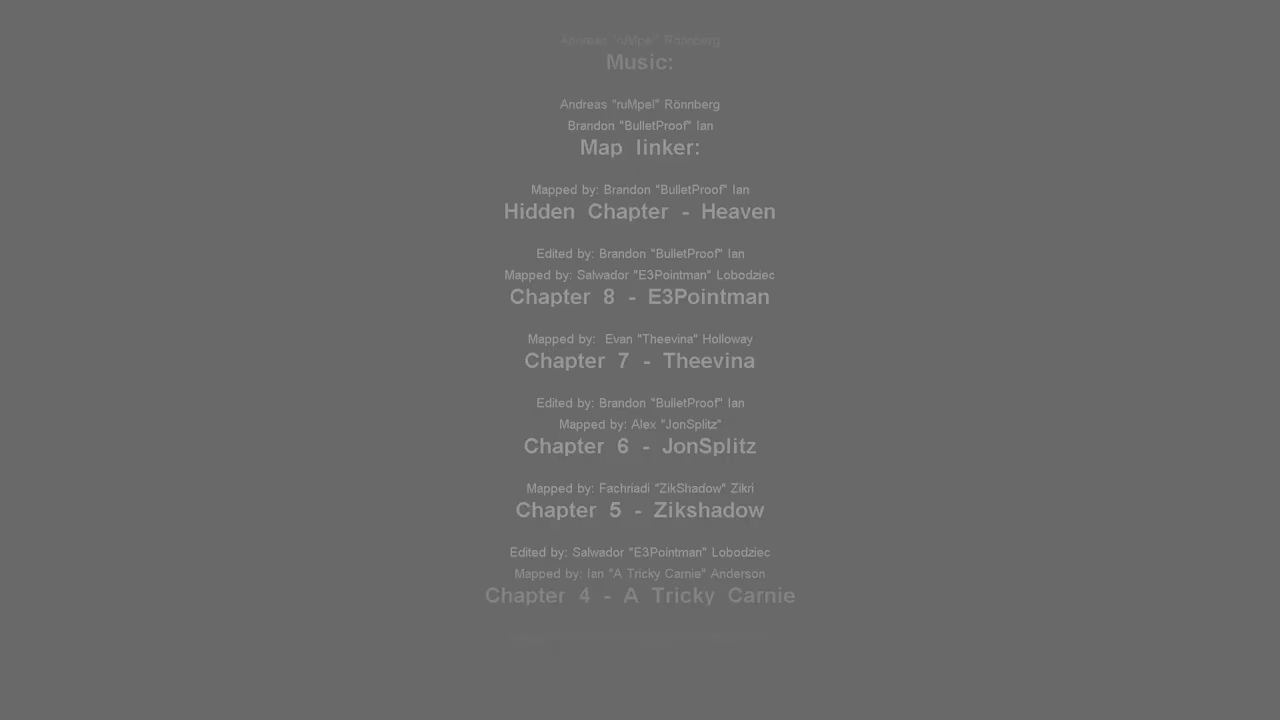 Andreas "ruMpel" Rönnberg
Music:
Andreas "ruMpel" Rönnberg
Brandon "BulletProof" Ian
Map linker:
Mapped by: Brandon "BulletProof" Ian
Hidden Chapter - Heaven
Edited by: Brandon "BulletProof" Ian
Mapped by: Salwador "E3Pointman" Lobodziec
Chapter 8 - E3Pointman
Mapped by: Evan "Theevina" Holloway
Chapter 7 - Theevina
Edited by: Brandon "BulletProof" Ian
Mapped by: Alex "JonSplitz"
Chapter 6 - JonSplitz
Mapped by: Fachriadi "ZikShadow" Zikri
Chapter 5 - Zikshadow
Edited by: Salwador "E3Pointman" Lobodziec
Mapped by: Ian "A Tricky Carnie" Anderson
Chapter 4 - A Tricky Carnie